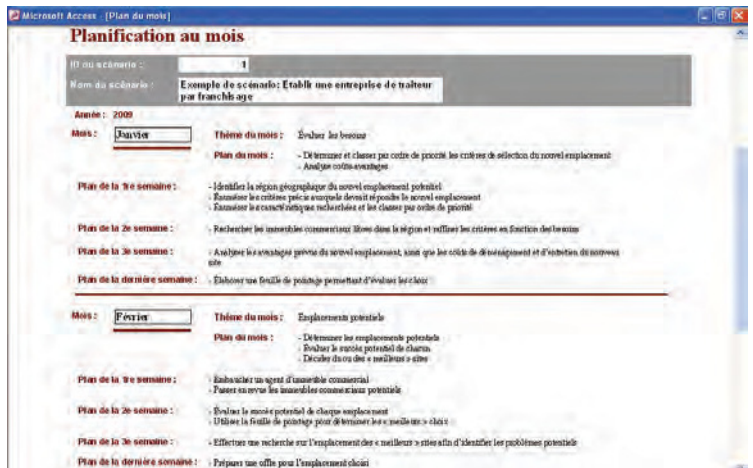 Microsoft Access - [Plan du mois]
Planification au mois
ID du scénario : 1
Nom du scénario : Exemple de scénario: Etablir une entreprise de traiteur
par franchisage
Année : 2009
Mois : Janvier Thème du mois : Évaluer les besoins
Plan du mois : - Déterminer et classer par ordre de priorité les critères de sélection du nouvel emplacement
- Analyse coûts-avantages
Plan de la 1re semaine : - Identifier la région géographique du nouvel emplacement potentiel
- Énumérer les critères précis auxquels devrait répondre le nouvel emplacement
- Énumérer les caractéristiques recherchées et les classer par ordre de priorité
Plan de la 2e semaine : - Rechercher les immeubles commerciaux libres dans la région et raffiner les critères en fonction des besoins
Plan de la 3e semaine : - Analyser les avantages prévus du nouvel emplacement, ainsi que les coûts de déménagement et d'entretien du nouveau
site
Plan de la dernière semaine : - Élaborer une feuille de pointage permettant d'évaluer les choix
Mois : Février Thème du mois : Emplacements potentiels
Plan du mois : - Déterminer les emplacements potentiels
- Évaluer le succès potentiel de chacun
- Décider du ou des « meilleurs » sites
Plan de la 1re semaine : - Embaucher un agent d'immeuble commercial
- Passer en revue les immeubles commerciaux potentiels
Plan de la 2e semaine : - Évaluer le succès potentiel de chaque emplacement
- Utiliser la feuille de pointage pour déterminer les « meilleurs » choix
Plan de la 3e semaine : - Effectuer une recherche sur l'emplacement des « meilleurs » sites afin d'identifier les problèmes potentiels
Plan de la dernière semaine : - Préparer une offre pour l'emplacement choisi